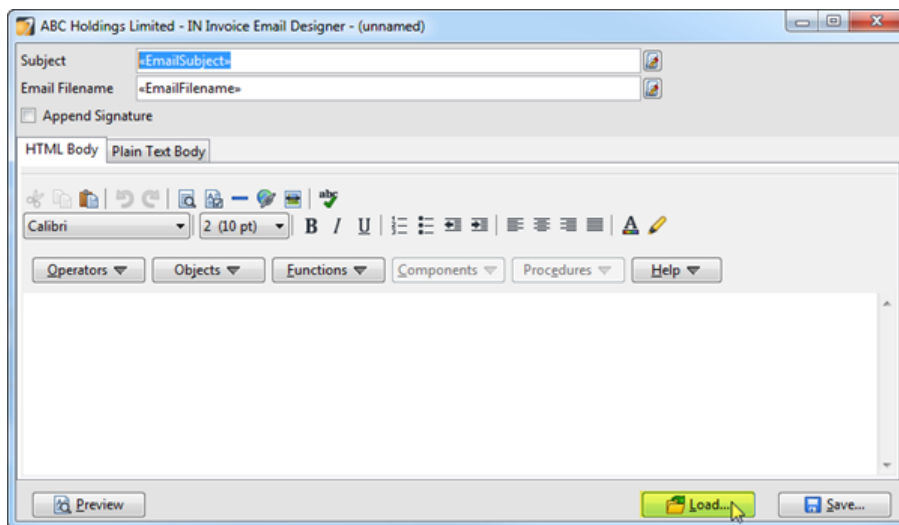 ABC Holdings Limited - IN Invoice Email Designer - (unnamed)
Subject «EmailSubject»
Email Filename «EmailFilename»
Append Signature
HTML Body Plain Text Body
abc
Calibri 2 (10 pt) B I U A
Operators Objects Functions Components Procedures Help
Preview Load... Save...